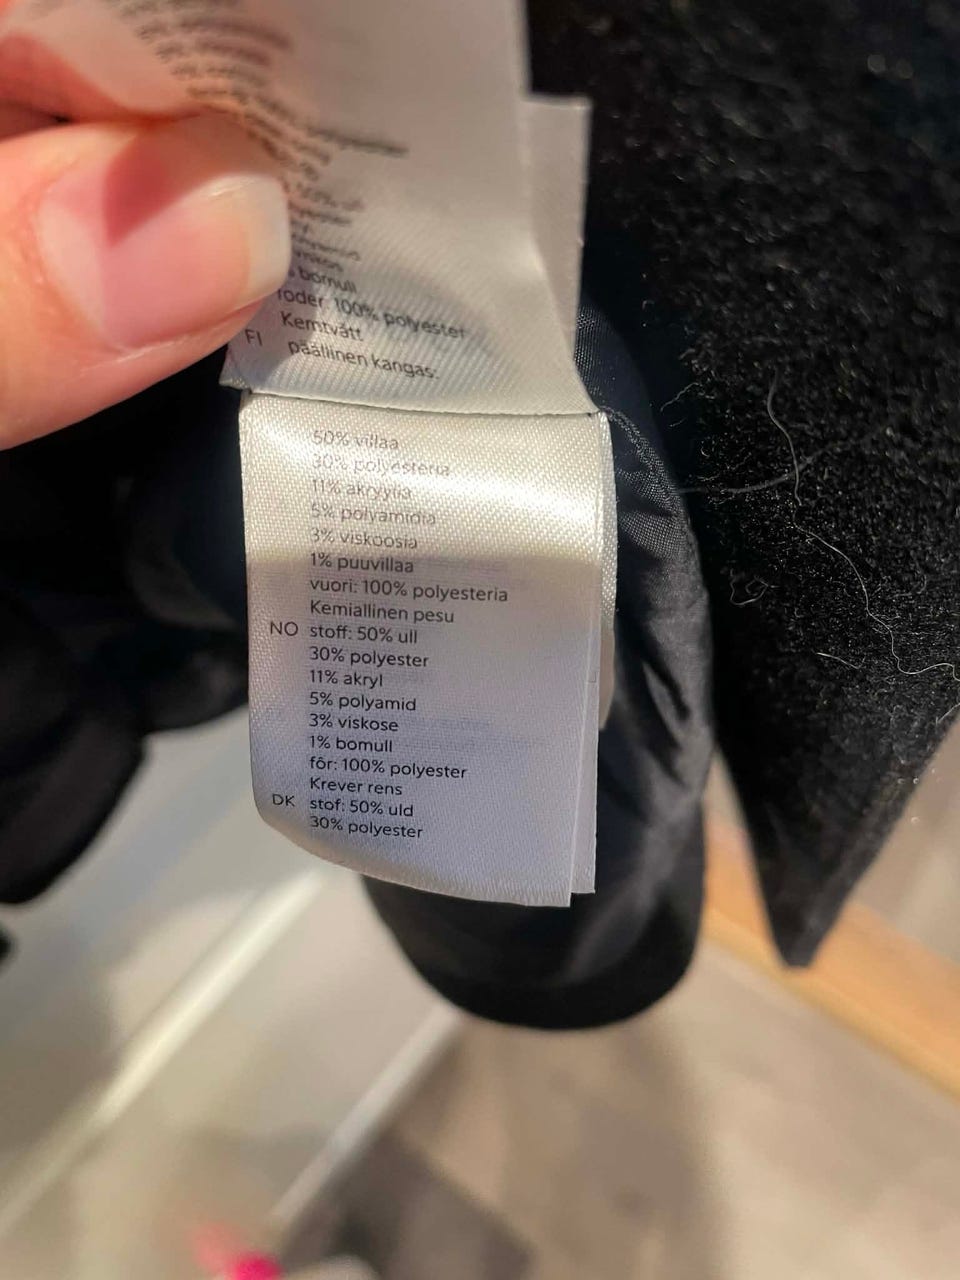 bomull
foder: 100% polyester
Kemtvätt
FI päällinen kangas:
50% villaa
30% polyesteria
11% akryylia
5% polyamidia
3% viskoosia
1% puuvillaa
vuori: 100% polyesteria
Kemiallinen pesu
NO stoff: 50% ull
30% polyester
11% akryl
5% polyamid
3% viskose
1% bomull
fôr: 100% polyester
Krever rens
DK stof: 50% uld
30% polyester